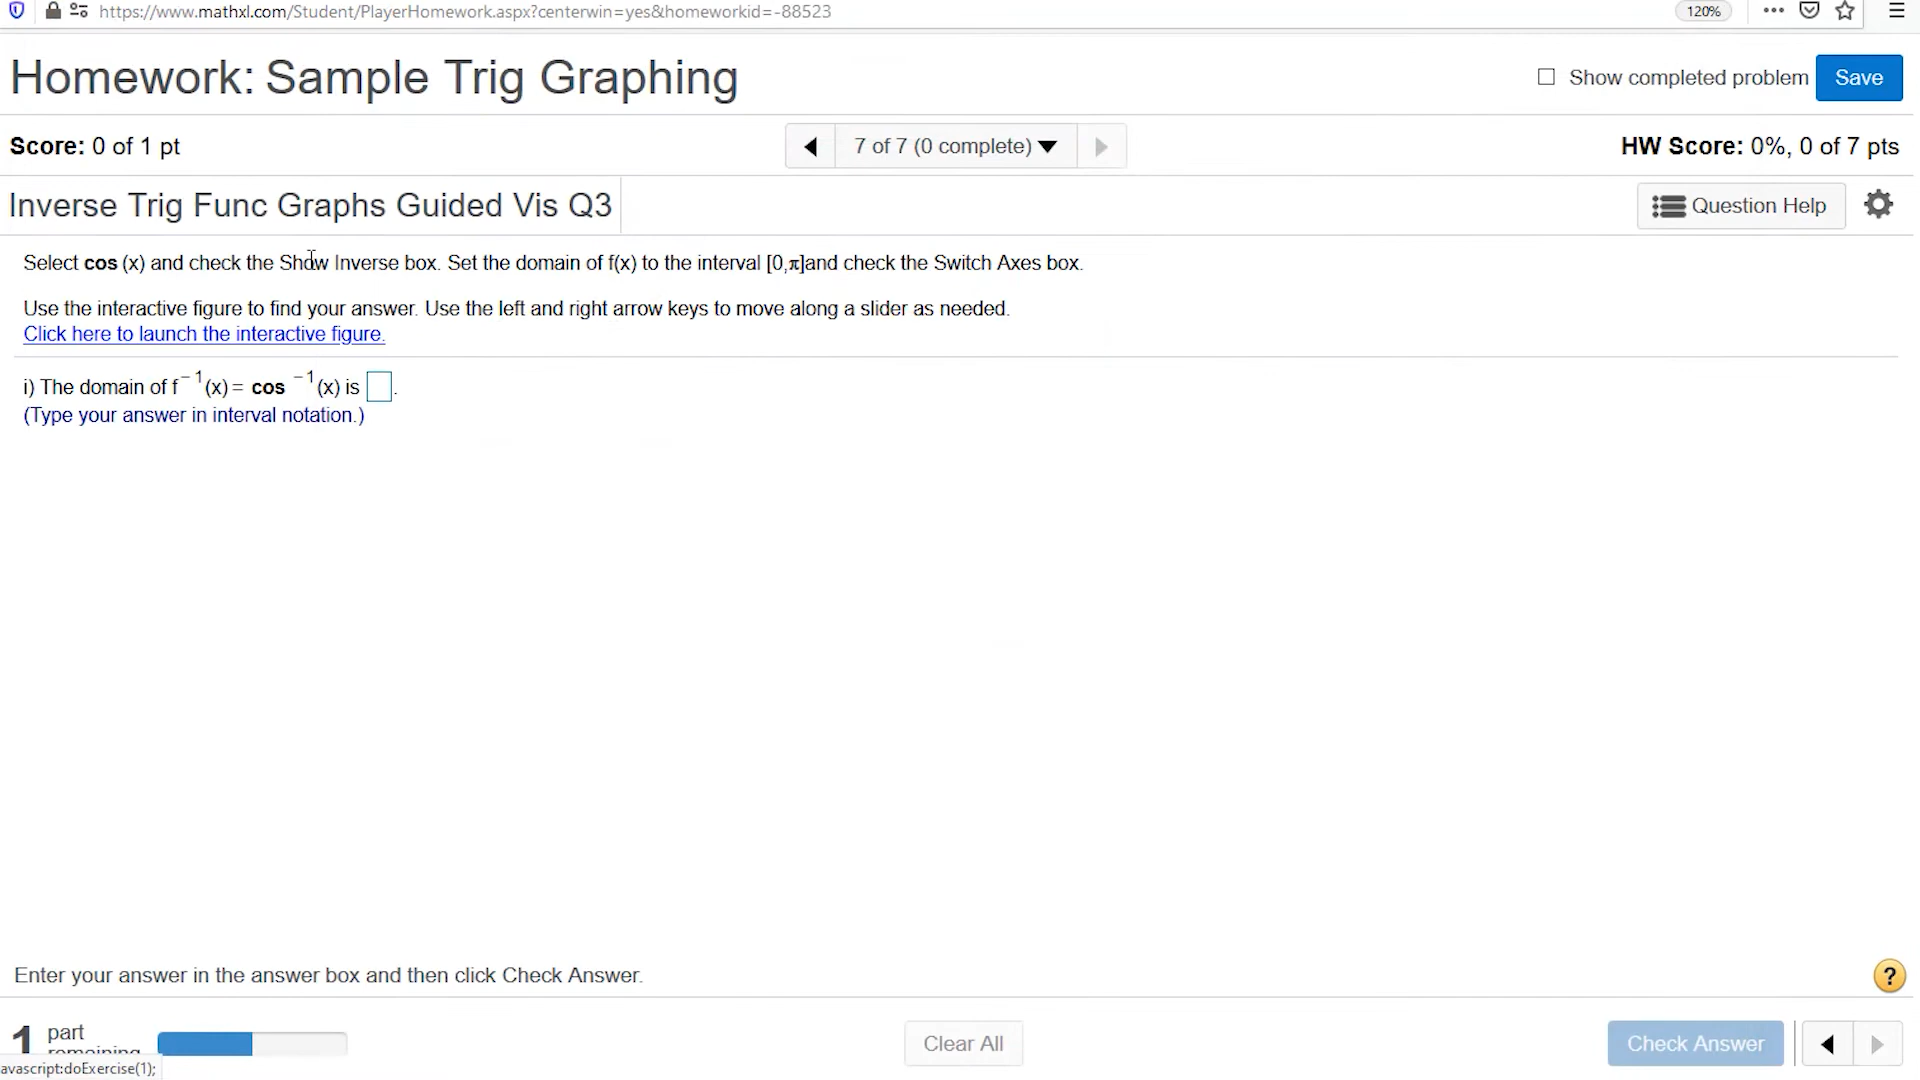 https://www.mathxl.com/Student/PlayerHomework.aspx?centerwin=yes&homeworkid=-88523
120%
Homework: Sample Trig Graphing
Show completed problem
Save
Score: 0 of 1 pt
7 of 7 (0 complete)
HW Score: 0%, 0 of 7 pts
Inverse Trig Func Graphs Guided Vis Q3
Question Help
Select cos (x) and check the Show Inverse box. Set the domain of f(x) to the interval [0,π]and check the Switch Axes box.
Use the interactive figure to find your answer. Use the left and right arrow keys to move along a slider as needed.
Click here to launch the interactive figure.
i) The domain of f⁻¹(x) = cos⁻¹(x) is .
(Type your answer in interval notation.)
Enter your answer in the answer box and then click Check Answer.
?
1 part
remaining
Clear All
Check Answer
avascript:doExercise(1);